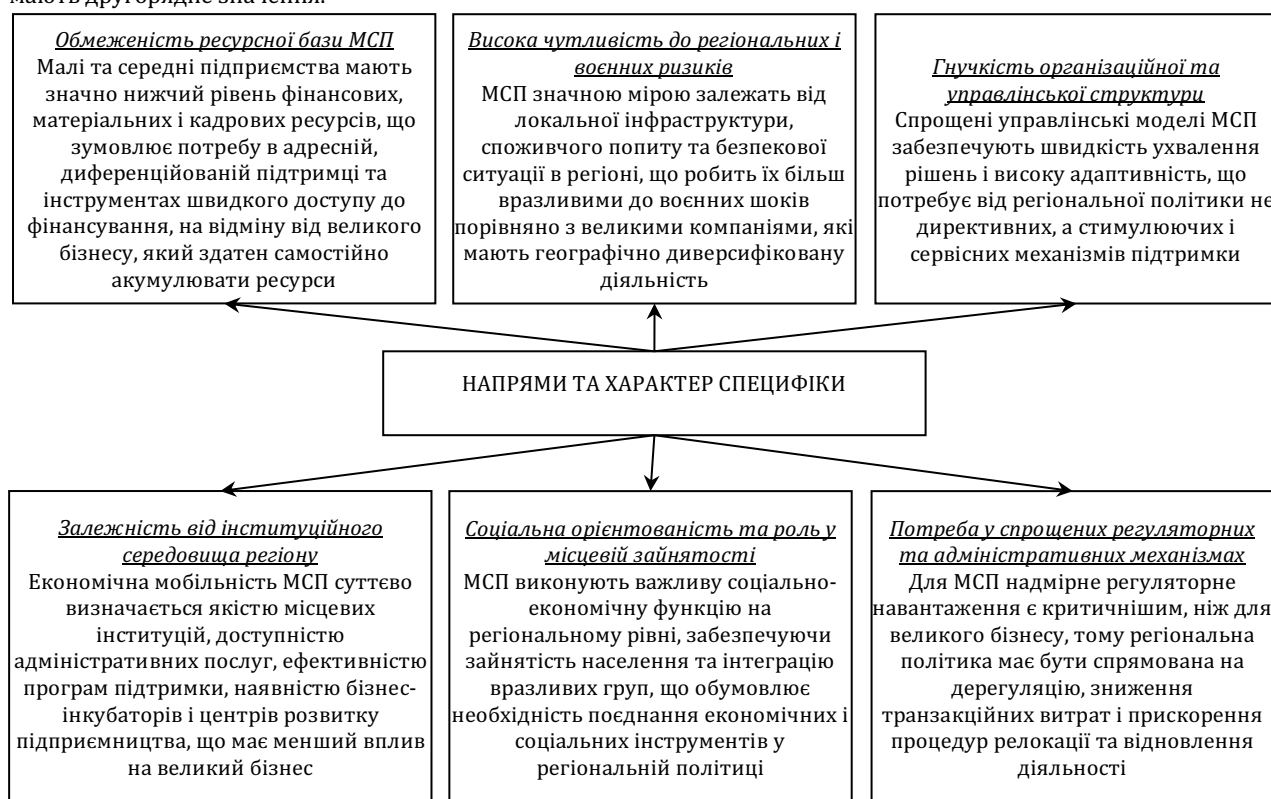 мають другорядне значення.
Обмеженість ресурсної бази МСП
Малі та середні підприємства мають
значно нижчий рівень фінансових,
матеріальних і кадрових ресурсів, що
зумовлює потребу в адресній,
диференційованій підтримці та
інструментах швидкого доступу до
фінансування, на відміну від великого
бізнесу, який здатен самостійно
акумулювати ресурси
Висока чутливість до регіональних і
воєнних ризиків
МСП значною мірою залежать від
локальної інфраструктури,
споживчого попиту та безпекової
ситуації в регіоні, що робить їх більш
вразливими до воєнних шоків
порівняно з великими компаніями, які
мають географічно диверсифіковану
діяльність
Гнучкість організаційної та
управлінської структури
Спрощені управлінські моделі МСП
забезпечують швидкість ухвалення
рішень і високу адаптивність, що
потребує від регіональної політики не
директивних, а стимулюючих і
сервісних механізмів підтримки
НАПРЯМИ ТА ХАРАКТЕР СПЕЦИФІКИ
Залежність від інституційного
середовища регіону
Економічна мобільність МСП суттєво
визначається якістю місцевих
інституцій, доступністю
адміністративних послуг, ефективністю
програм підтримки, наявністю бізнес-
інкубаторів і центрів розвитку
підприємництва, що має менший вплив
на великий бізнес
Соціальна орієнтованість та роль у
місцевій зайнятості
МСП виконують важливу соціально-
економічну функцію на
регіональному рівні, забезпечуючи
зайнятість населення та інтеграцію
вразливих груп, що обумовлює
необхідність поєднання економічних і
соціальних інструментів у
регіональній політиці
Потреба у спрощених регуляторних
та адміністративних механізмах
Для МСП надмірне регуляторне
навантаження є критичнішим, ніж для
великого бізнесу, тому регіональна
політика має бути спрямована на
дерегуляцію, зниження
транзакційних витрат і прискорення
процедур релокації та відновлення
діяльності